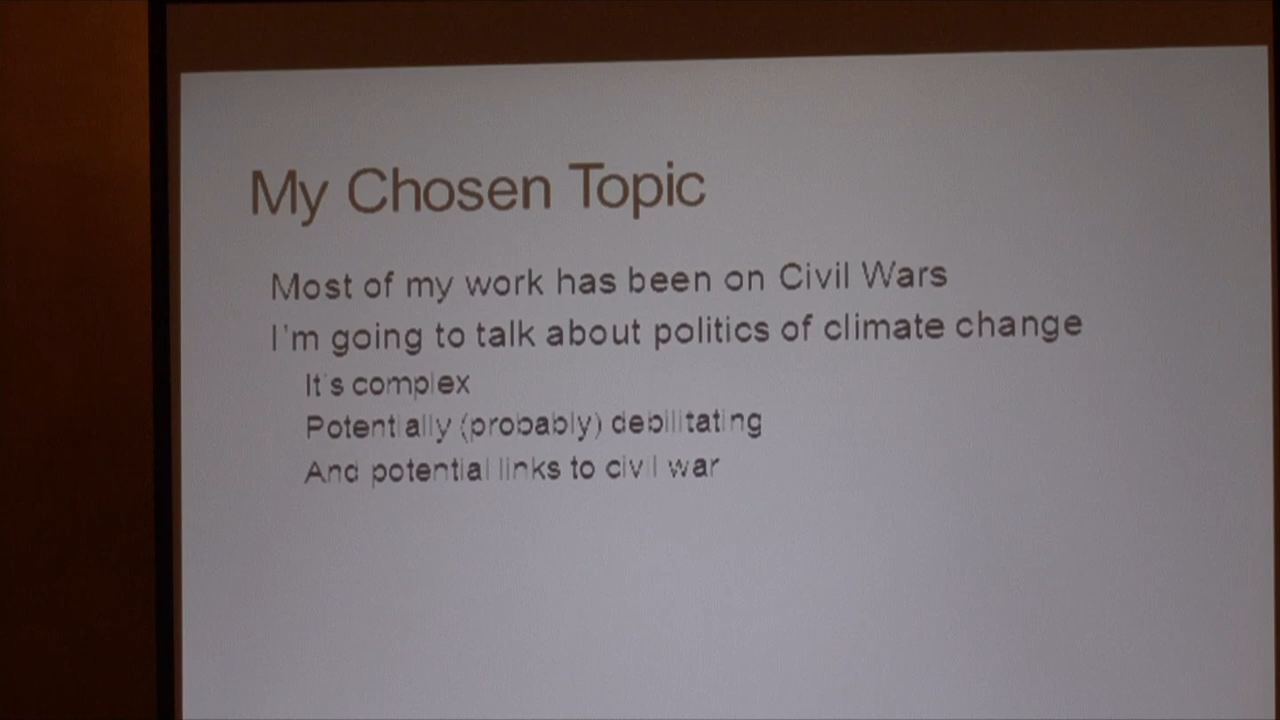 My Chosen Topic
Most of my work has been on Civil Wars
I'm going to talk about politics of climate change
It's complex
Potentially (probably) debilitating
And potential links to civil war